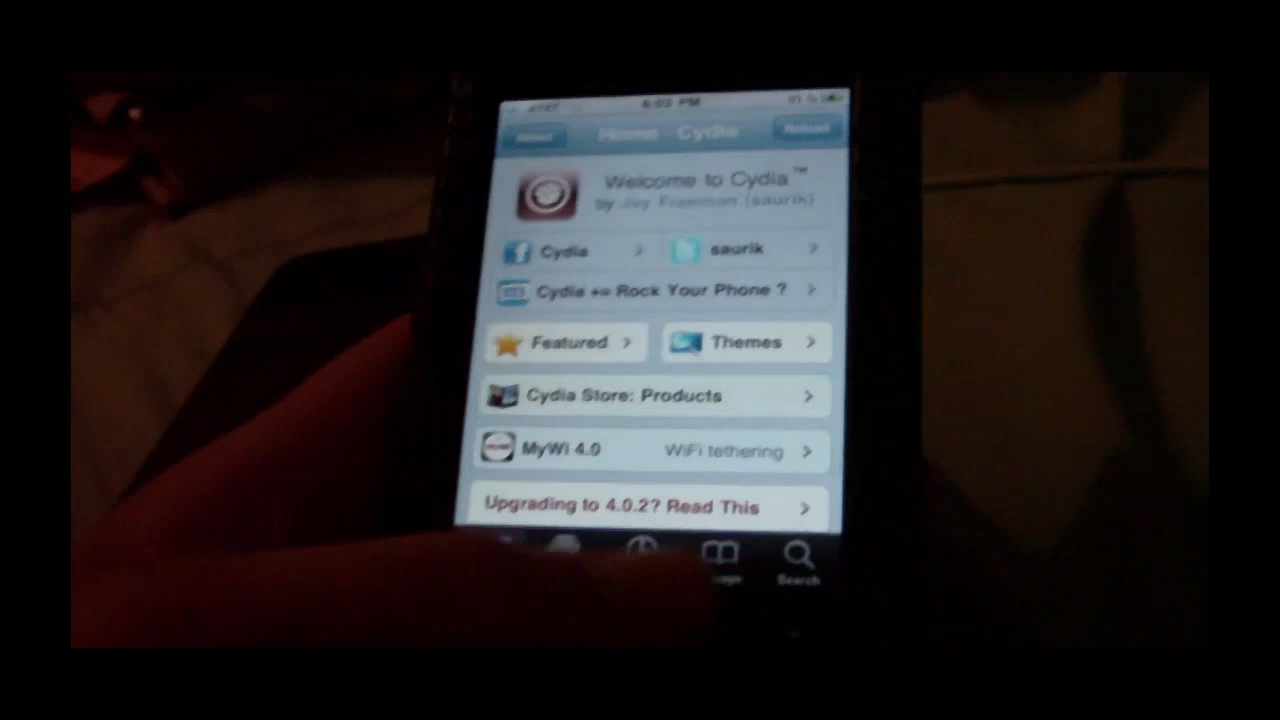 AT&T 6:03 PM 91%
About Home - Cydia Reload
Welcome to Cydia™
by Jay Freeman (saurik)
Cydia saurik
Cydia += Rock Your Phone ?
Featured Themes
Cydia Store: Products
MyWi 4.0 WiFi tethering
Upgrading to 4.0.2? Read This
Search